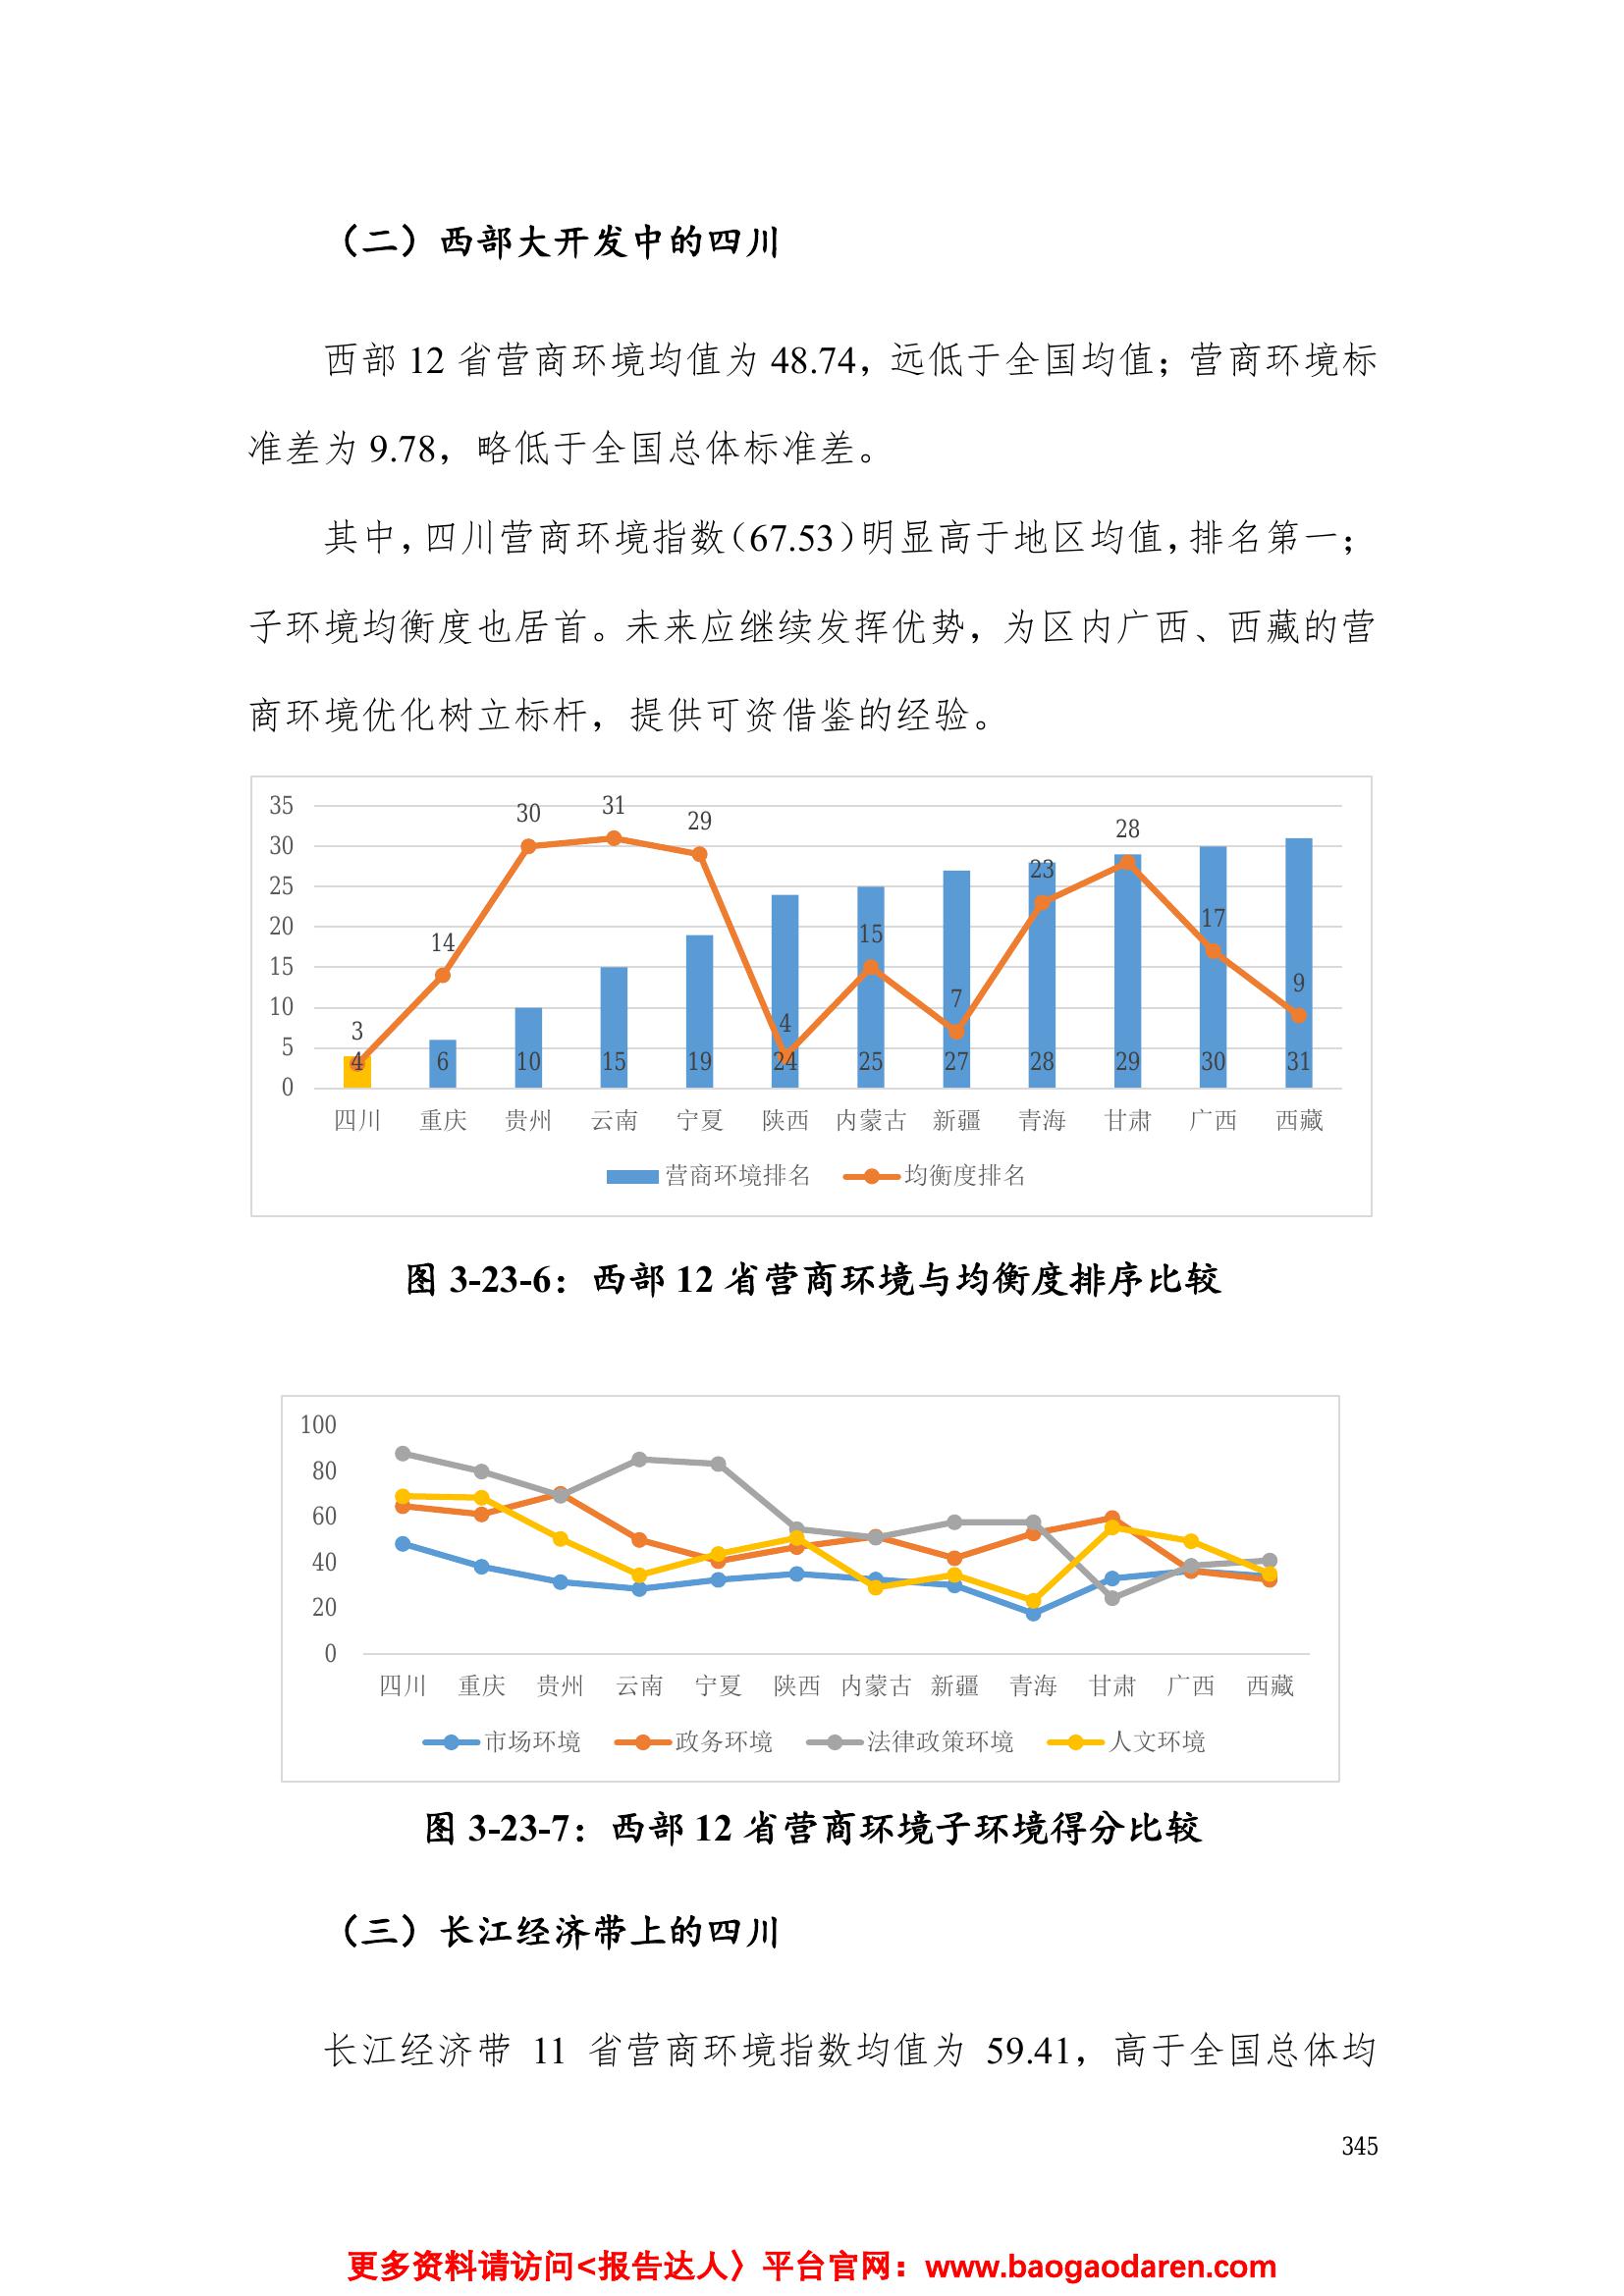 （二）西部大开发中的四川
西部 12 省营商环境均值为 48.74，远低于全国均值；营商环境标
准差为 9.78，略低于全国总体标准差。
其中，四川营商环境指数（67.53）明显高于地区均值，排名第一；
子环境均衡度也居首。未来应继续发挥优势，为区内广西、西藏的营
商环境优化树立标杆，提供可资借鉴的经验。
35
30
25
20
15
10
5
0
3 14 30 31 29 4 15 7 23 28 17 9
4 6 10 15 19 24 25 27 28 29 30 31
四川 重庆 贵州 云南 宁夏 陕西 内蒙古 新疆 青海 甘肃 广西 西藏
营商环境排名 均衡度排名
图 3-23-6：西部 12 省营商环境与均衡度排序比较
100
80
60
40
20
0
四川 重庆 贵州 云南 宁夏 陕西 内蒙古 新疆 青海 甘肃 广西 西藏
市场环境 政务环境 法律政策环境 人文环境
图 3-23-7：西部 12 省营商环境子环境得分比较
（三）长江经济带上的四川
长江经济带 11 省营商环境指数均值为 59.41，高于全国总体均
345
更多资料请访问<报告达人〉平台官网：www.baogaodaren.com